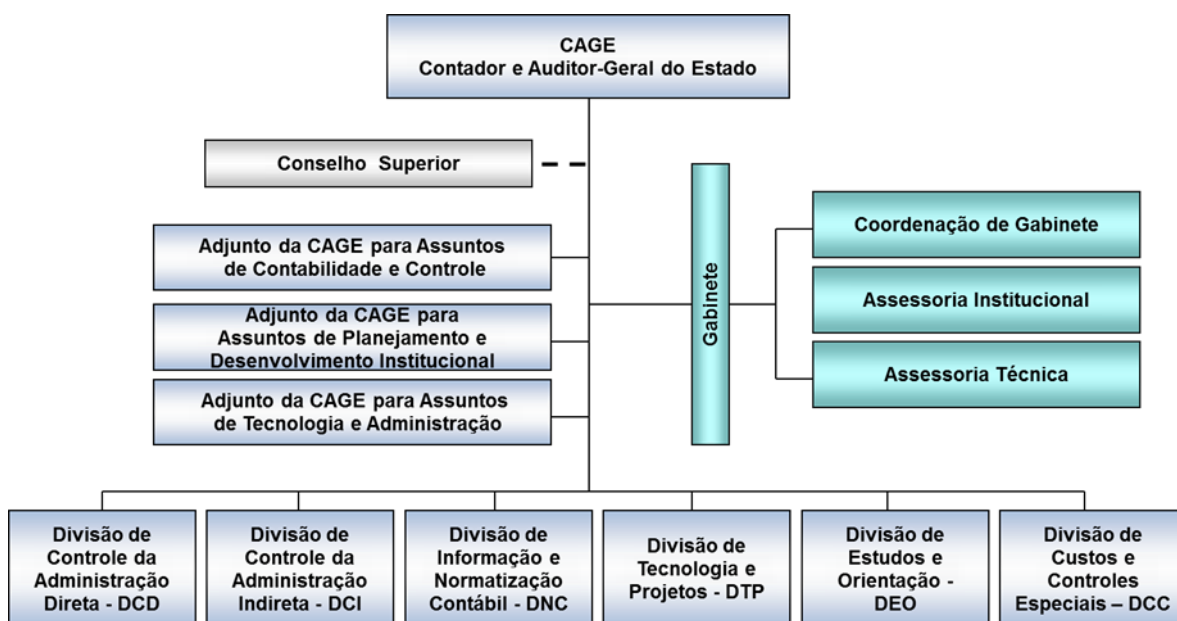 CAGE
Contador e Auditor-Geral do Estado
Conselho Superior
Adjunto da CAGE para Assuntos
de Contabilidade e Controle
Adjunto da CAGE para
Assuntos de Planejamento e
Desenvolvimento Institucional
Adjunto da CAGE para Assuntos
de Tecnologia e Administração
Gabinete
Coordenação de Gabinete
Assessoria Institucional
Assessoria Técnica
Divisão de
Controle da
Administração
Direta - DCD
Divisão de
Controle da
Administração
Indireta - DCI
Divisão de
Informação e
Normatização
Contábil - DNC
Divisão de
Tecnologia e
Projetos - DTP
Divisão de
Estudos e
Orientação -
DEO
Divisão de
Custos e
Controles
Especiais – DCC